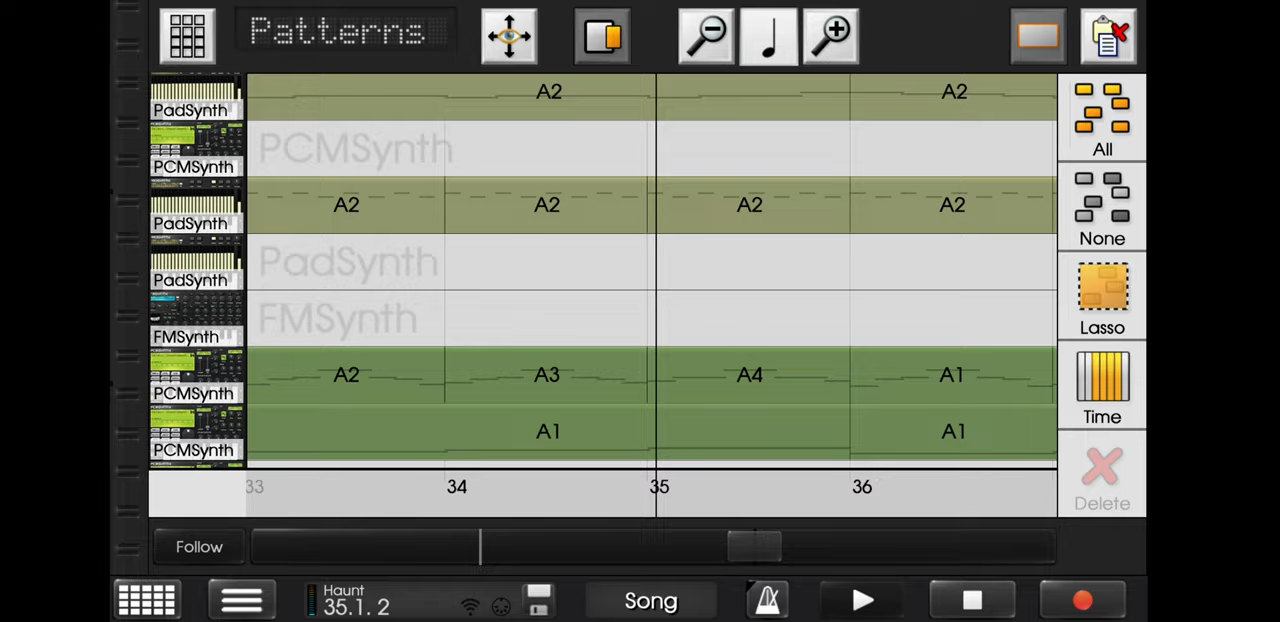 Patterns
PadSynth
A2
A2
PCMSynth
PCMSynth
PadSynth
A2
A2
A2
A2
PadSynth
PadSynth
FMSynth
FMSynth
PCMSynth
A2
A3
A4
A1
PCMSynth
A1
A1
33
34
35
36
All
None
Lasso
Time
Delete
Follow
Haunt
35.1. 2
Song